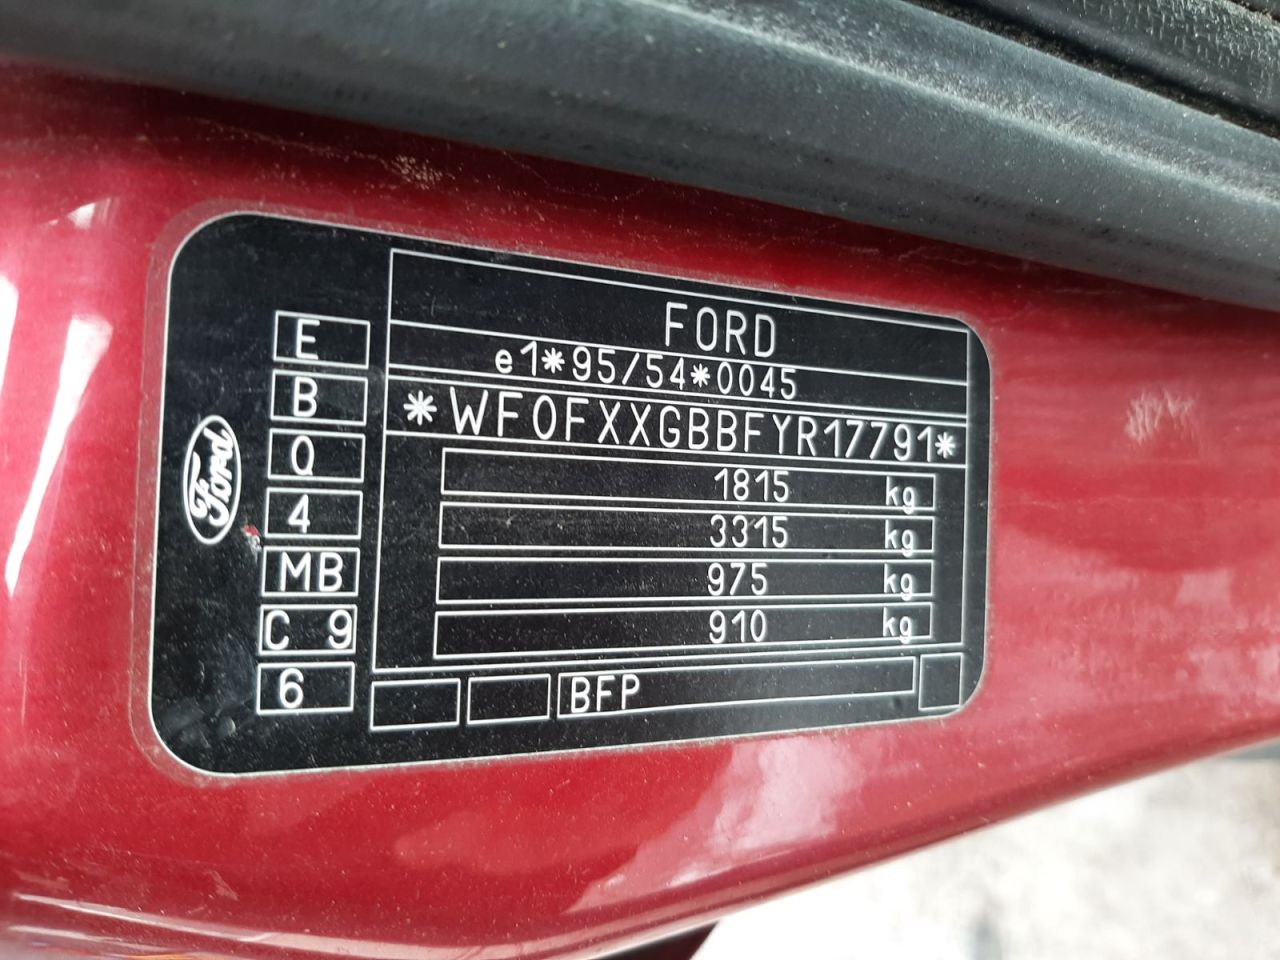 Ford
FORD
e1*95/54*0045
*WF0FXXGBBFYR17791*
1815 kg
3315 kg
975 kg
910 kg
E
B
Q
4
MB
C 9
6
BFP